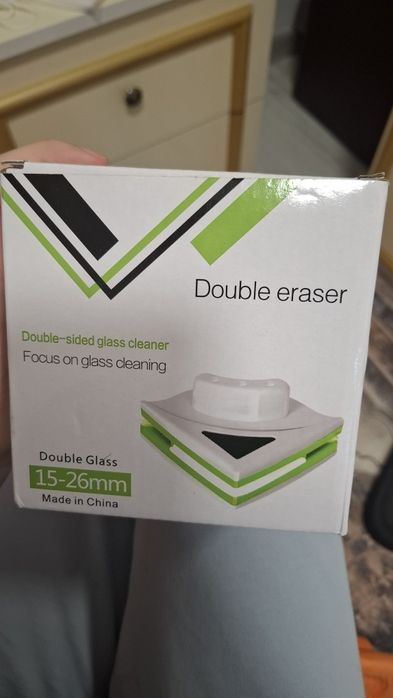 Double eraser
Double-sided glass cleaner
Focus on glass cleaning
Double Glass
15-26mm
Made in China